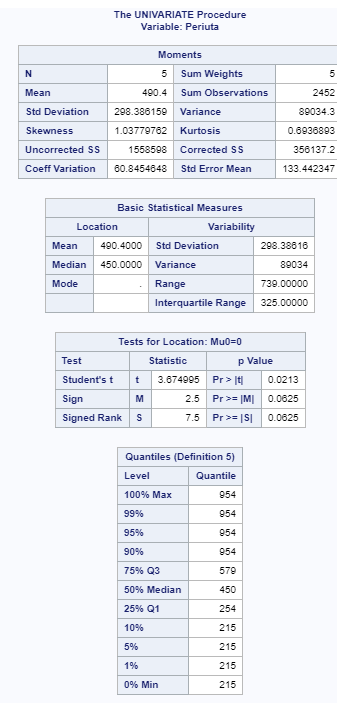 The UNIVARIATE Procedure
Variable: Periuta
Moments
N 5 Sum Weights 5
Mean 490.4 Sum Observations 2452
Std Deviation 298.386159 Variance 89034.3
Skewness 1.03779762 Kurtosis 0.6936893
Uncorrected SS 1558598 Corrected SS 356137.2
Coeff Variation 60.8454648 Std Error Mean 133.442347
Basic Statistical Measures
Location Variability
Mean 490.4000 Std Deviation 298.38616
Median 450.0000 Variance 89034
Mode . Range 739.00000
Interquartile Range 325.00000
Tests for Location: Mu0=0
Test Statistic p Value
Student's t t 3.674995 Pr > |t| 0.0213
Sign M 2.5 Pr >= |M| 0.0625
Signed Rank S 7.5 Pr >= |S| 0.0625
Quantiles (Definition 5)
Level Quantile
100% Max 954
99% 954
95% 954
90% 954
75% Q3 579
50% Median 450
25% Q1 254
10% 215
5% 215
1% 215
0% Min 215